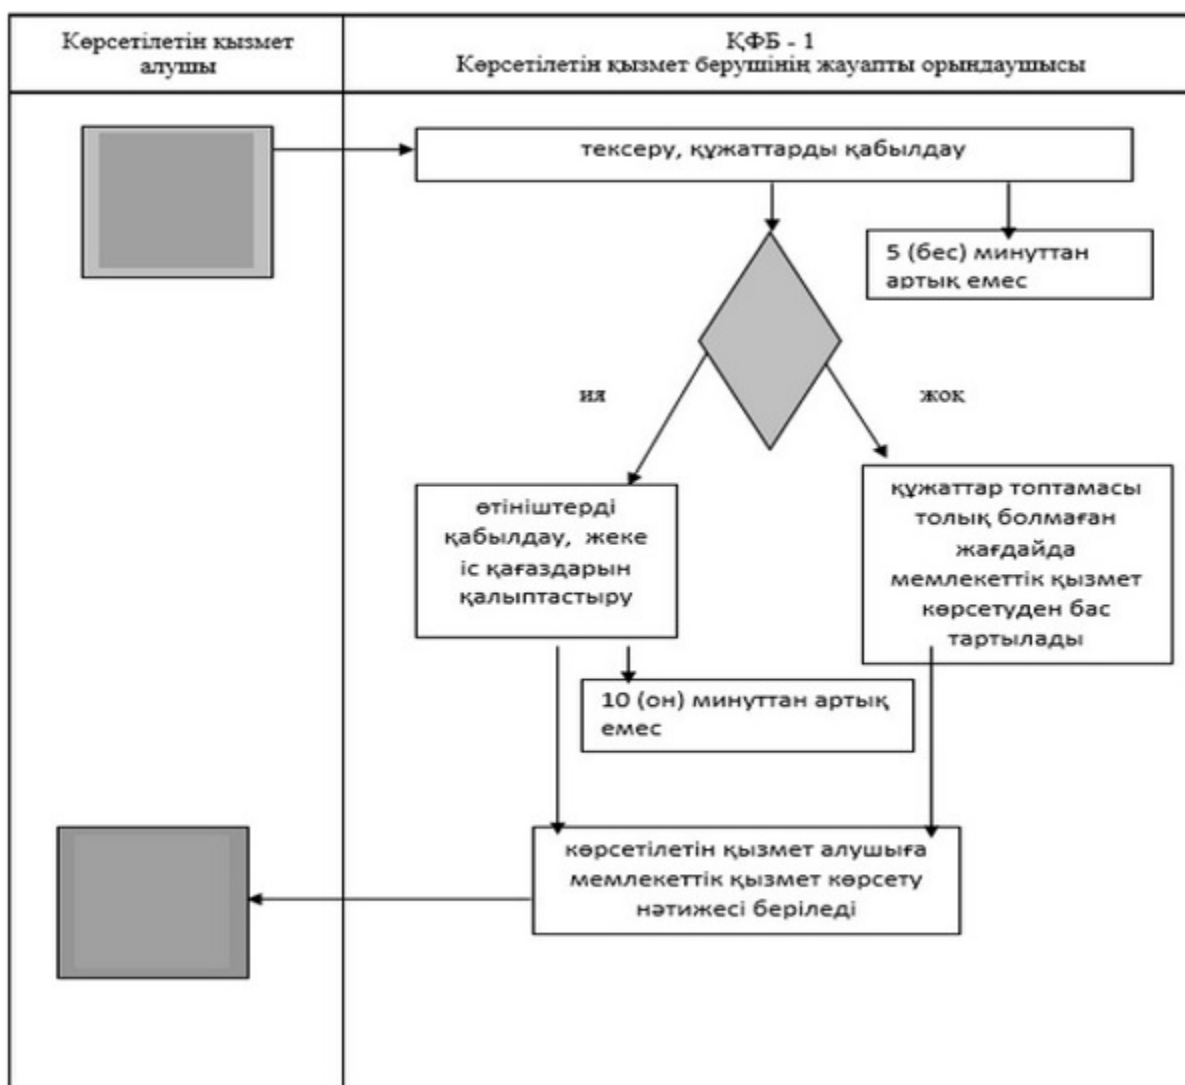 Көрсетілетін қызмет
алушы
ҚФБ - 1
Көрсетілетін қызмет берушінің жауапты орындаушысы
тексеру, құжаттарды қабылдау
5 (бес) минуттан
артық емес
ия
жоқ
өтініштерді
қабылдау, жеке
іс қағаздарын
қалыптастыру
құжаттар топтамасы
толық болмаған
жағдайда
мемлекеттік қызмет
көрсетуден бас
тартылады
10 (он) минуттан артық
емес
көрсетілетін қызмет алушыға
мемлекеттік қызмет көрсету
нәтижесі беріледі